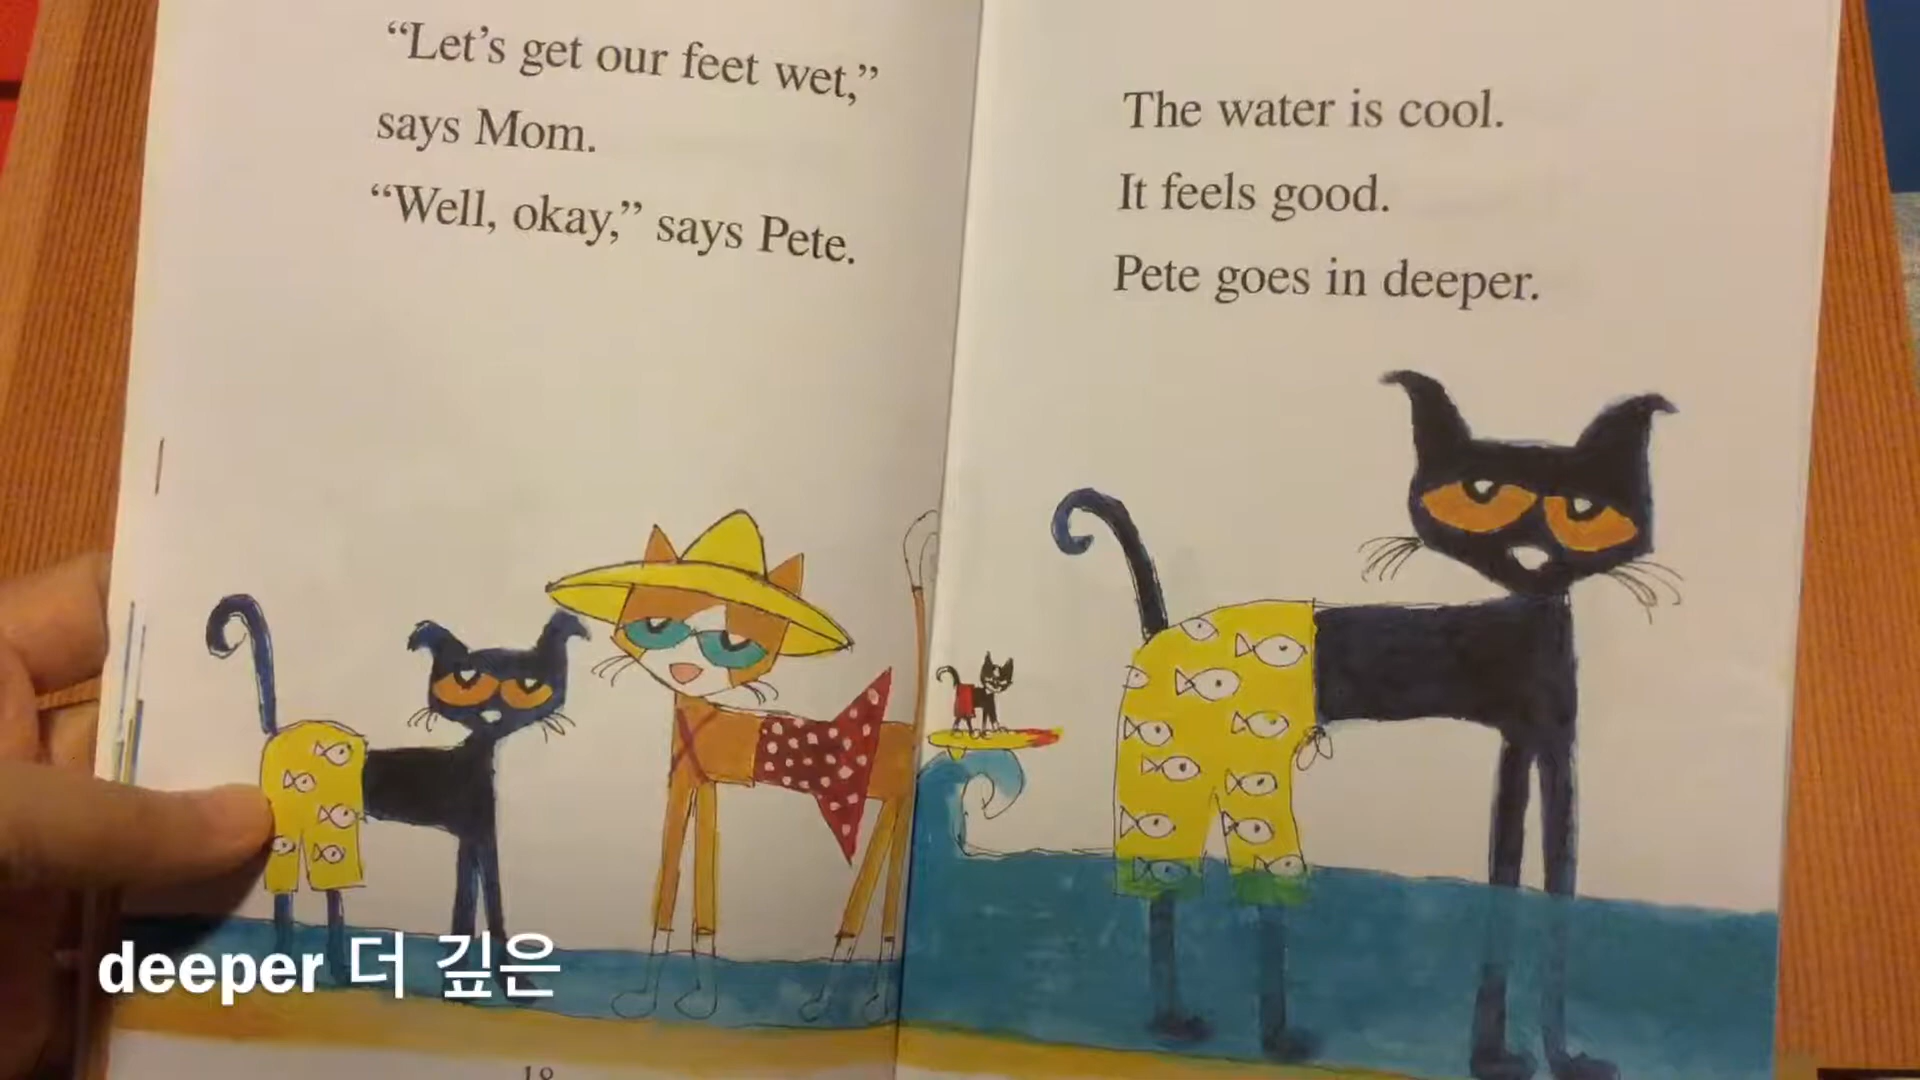 “Let’s get our feet wet,”
says Mom.
“Well, okay,” says Pete.
The water is cool.
It feels good.
Pete goes in deeper.
deeper 더 깊은